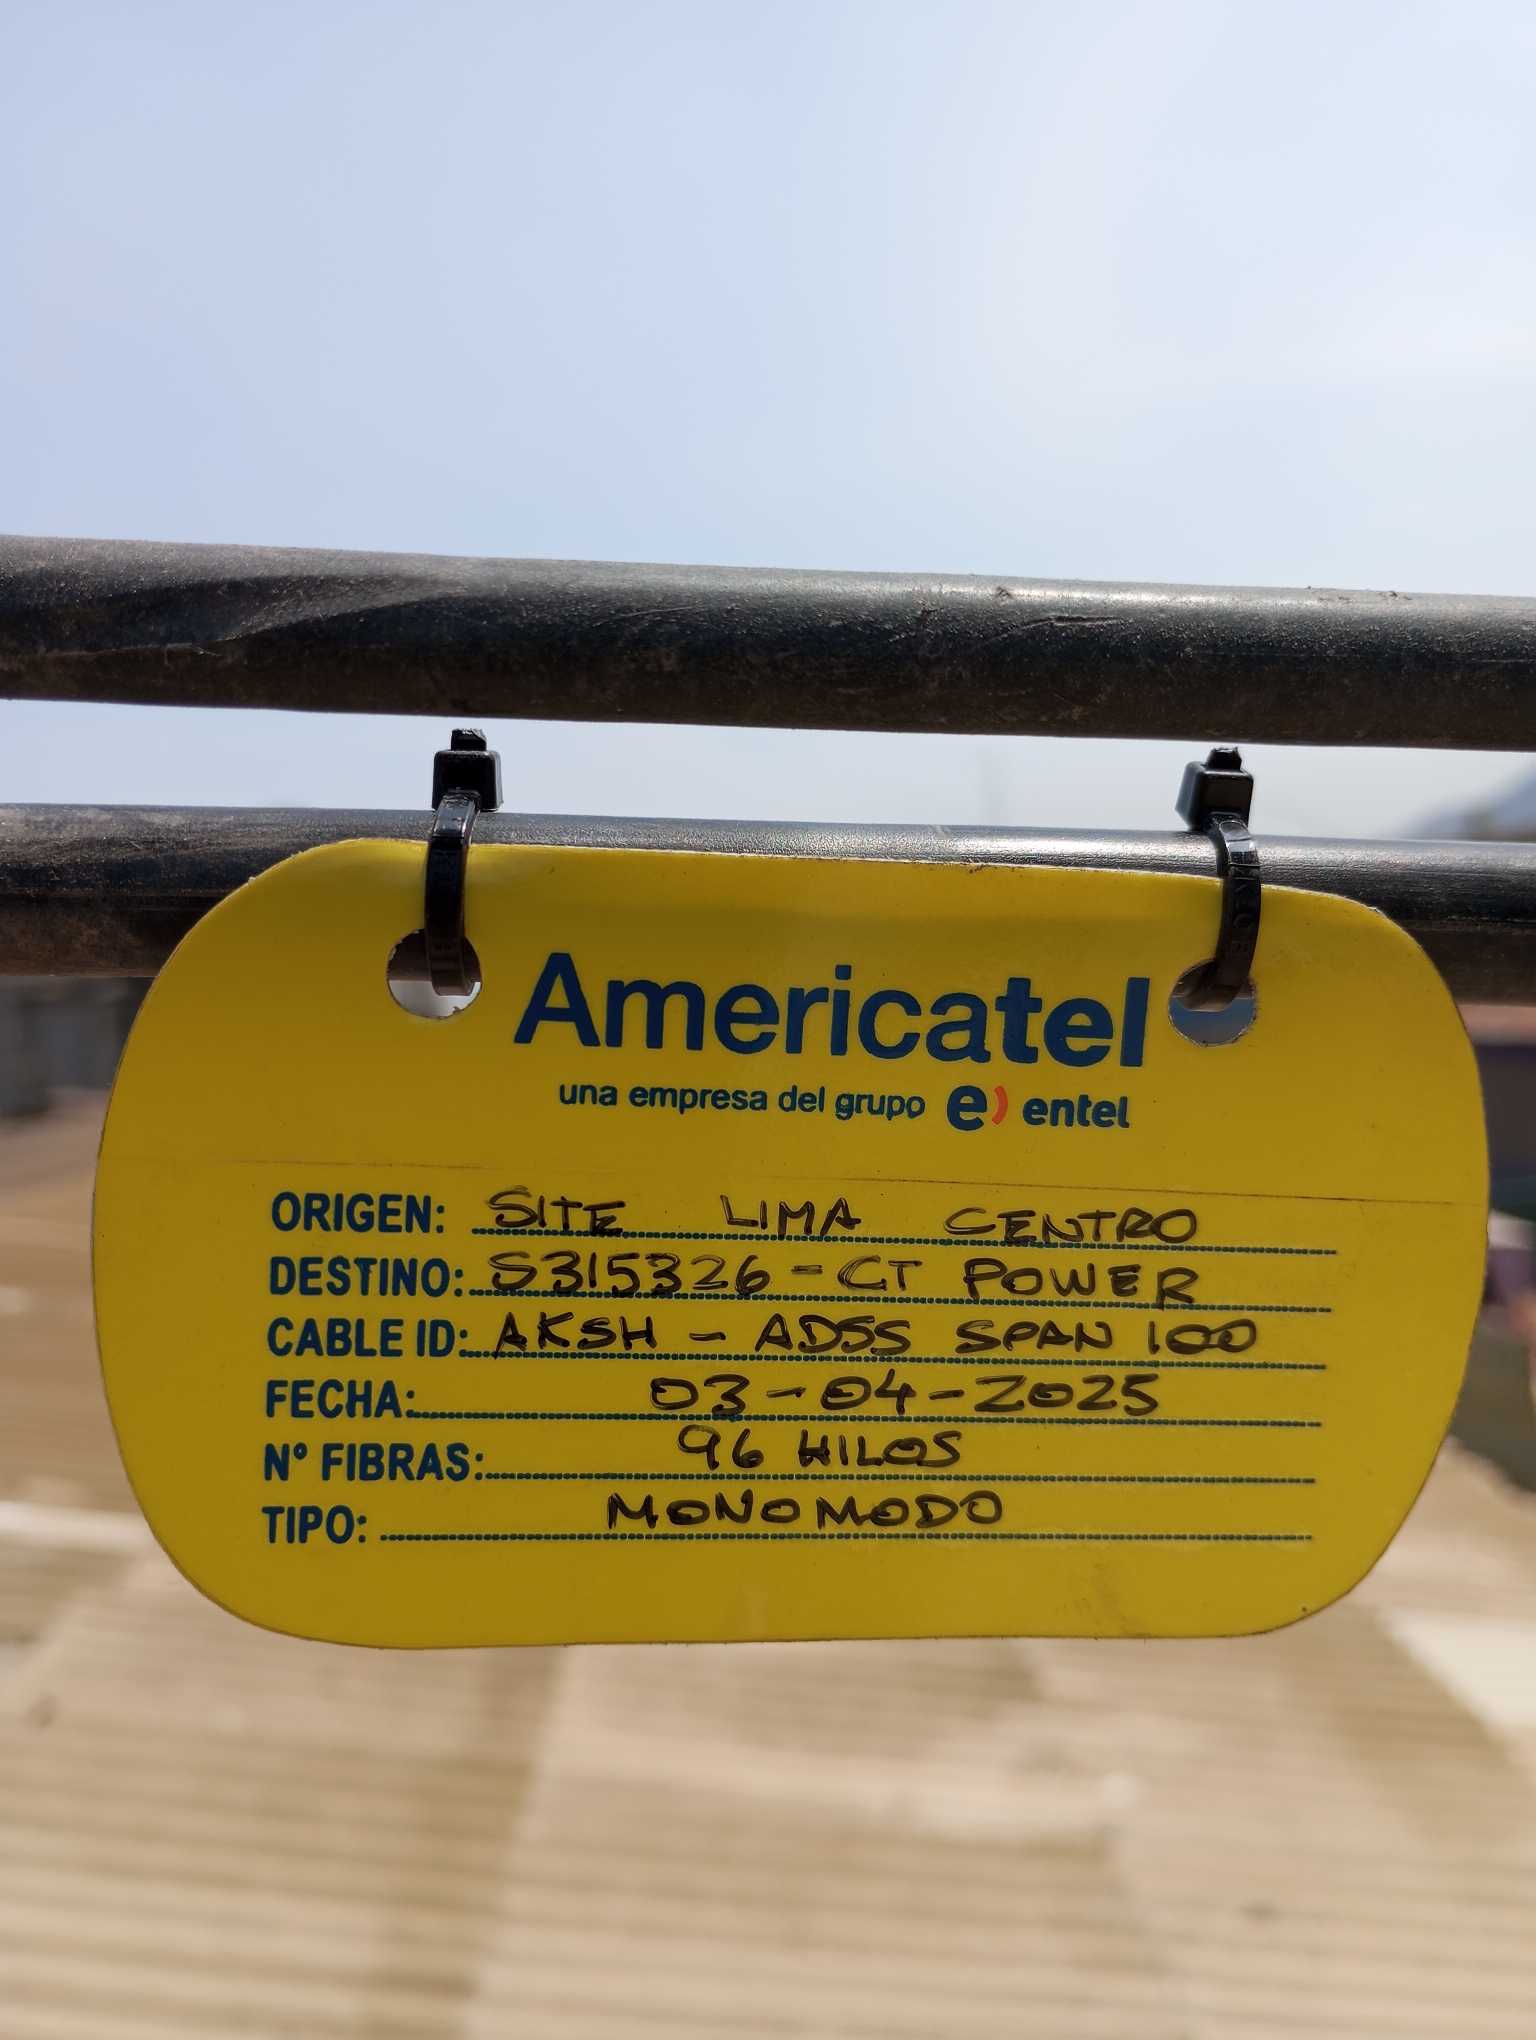 Americatel
una empresa del grupo e) entel
ORIGEN: SITE LIMA CENTRO
DESTINO: S315326-CT POWER
CABLE ID: AKSH - ADSS SPAN 100
FECHA: 03-04-2025
N° FIBRAS: 96 HILOS
TIPO: MONOMODO